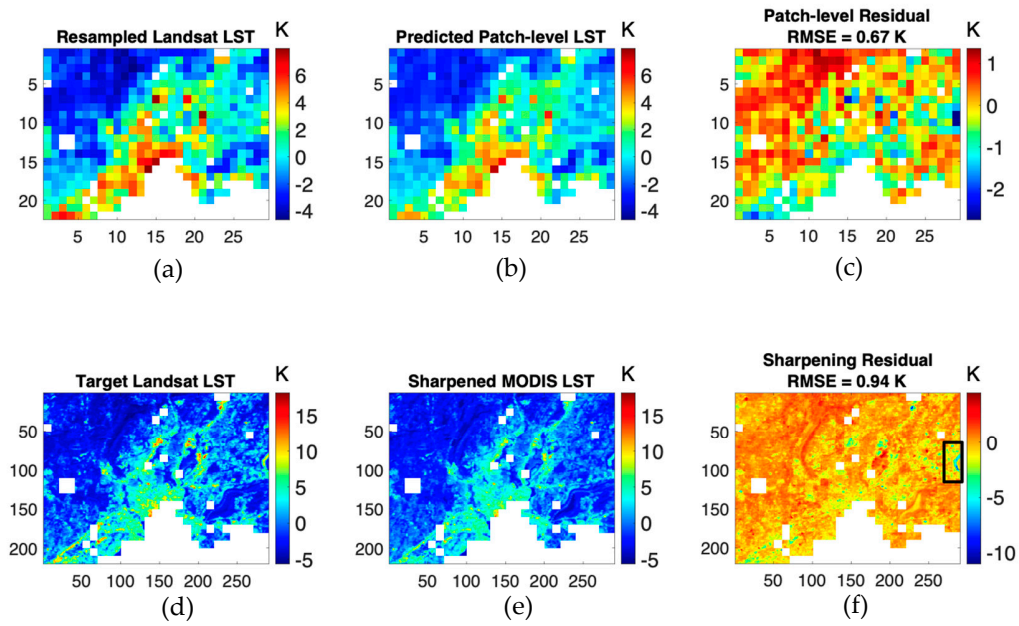 Resampled Landsat LST
K
6
4
2
0
-2
-4
5
10
15
20
5 10 15 20 25
(a)
Predicted Patch-level LST
K
6
4
2
0
-2
-4
5
10
15
20
5 10 15 20 25
(b)
Patch-level Residual
RMSE = 0.67 K
K
1
0
-1
-2
5
10
15
20
5 10 15 20 25
(c)
Target Landsat LST
K
15
10
5
0
-5
50
100
150
200
50 100 150 200 250
(d)
Sharpened MODIS LST
K
15
10
5
0
-5
50
100
150
200
50 100 150 200 250
(e)
Sharpening Residual
RMSE = 0.94 K
K
0
-5
-10
50
100
150
200
50 100 150 200 250
(f)